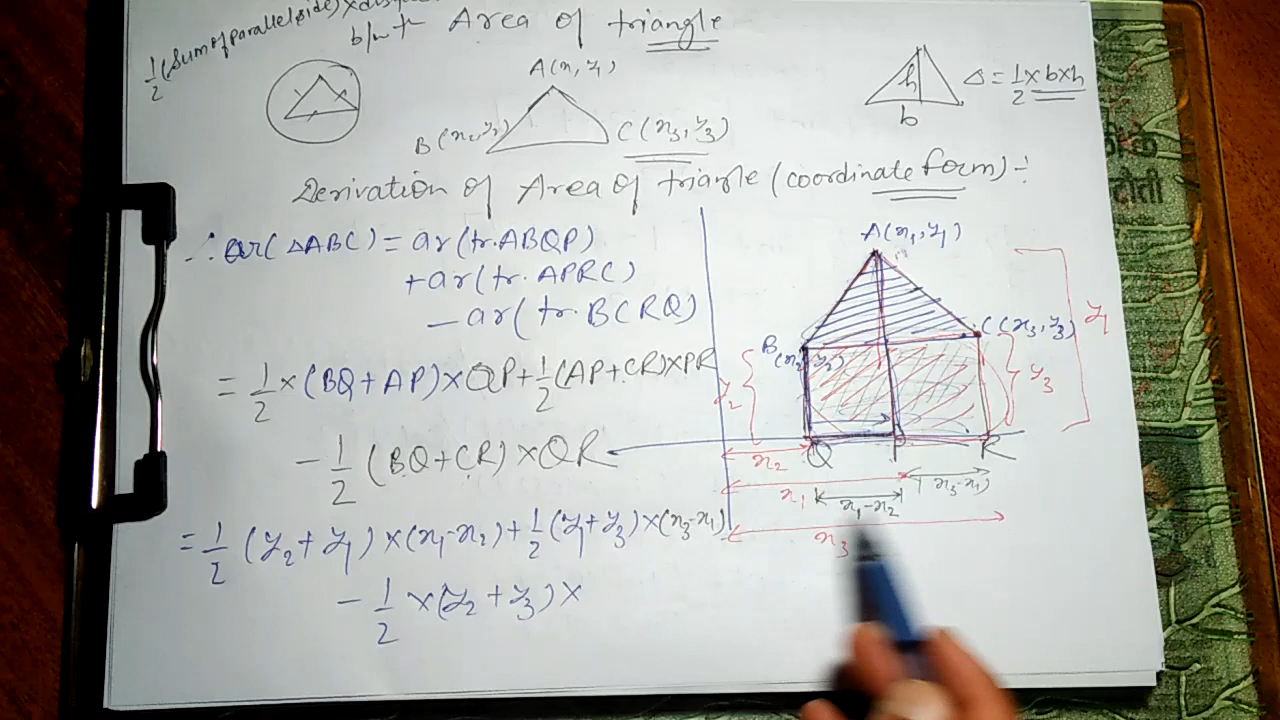 1/2 (Sum of parallel side) × dis
b/w
Area of triangle
A(x, y₁)
B(x₂, y₂)
C(x₃, y₃)
h
b
Δ = 1/2 × b × h
Derivation of Area of triangle (coordinate form) :-
∴ ar(ΔABC) = ar(tr. ABQP)
+ ar(tr. APRC)
− ar(tr. BCRQ)
= 1/2 × (BQ + AP) × QP + 1/2 (AP + CR) × PR
− 1/2 (BQ + CR) × QR
= 1/2 (y₂ + y₁) × (x₁ - x₂) + 1/2 (y₁ + y₃) × (x₃ - x₁)
− 1/2 × (y₂ + y₃) ×
A(x₁, y₁)
B(x₂, y₂)
C(x₃, y₃)
y₁
y₂
y₃
Q P R
x₂
x₁
x₁ - x₂
(x₃ - x₁)
x₃
के
टोती